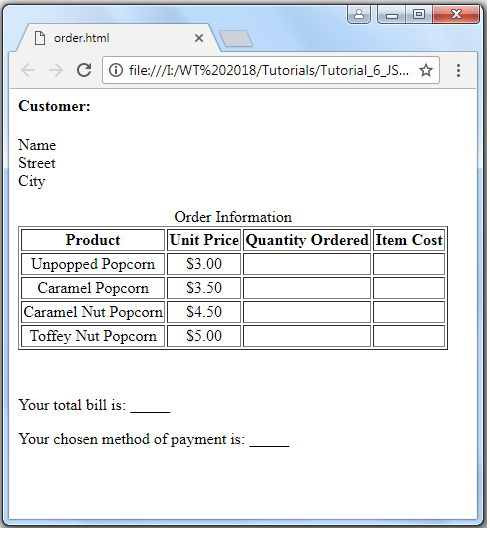 order.html
file:///I:/WT%202018/Tutorials/Tutorial_6_JS...
Customer:
Name
Street
City
Order Information
Product Unit Price Quantity Ordered Item Cost
Unpopped Popcorn $3.00
Caramel Popcorn $3.50
Caramel Nut Popcorn $4.50
Toffey Nut Popcorn $5.00
Your total bill is: _____
Your chosen method of payment is: _____